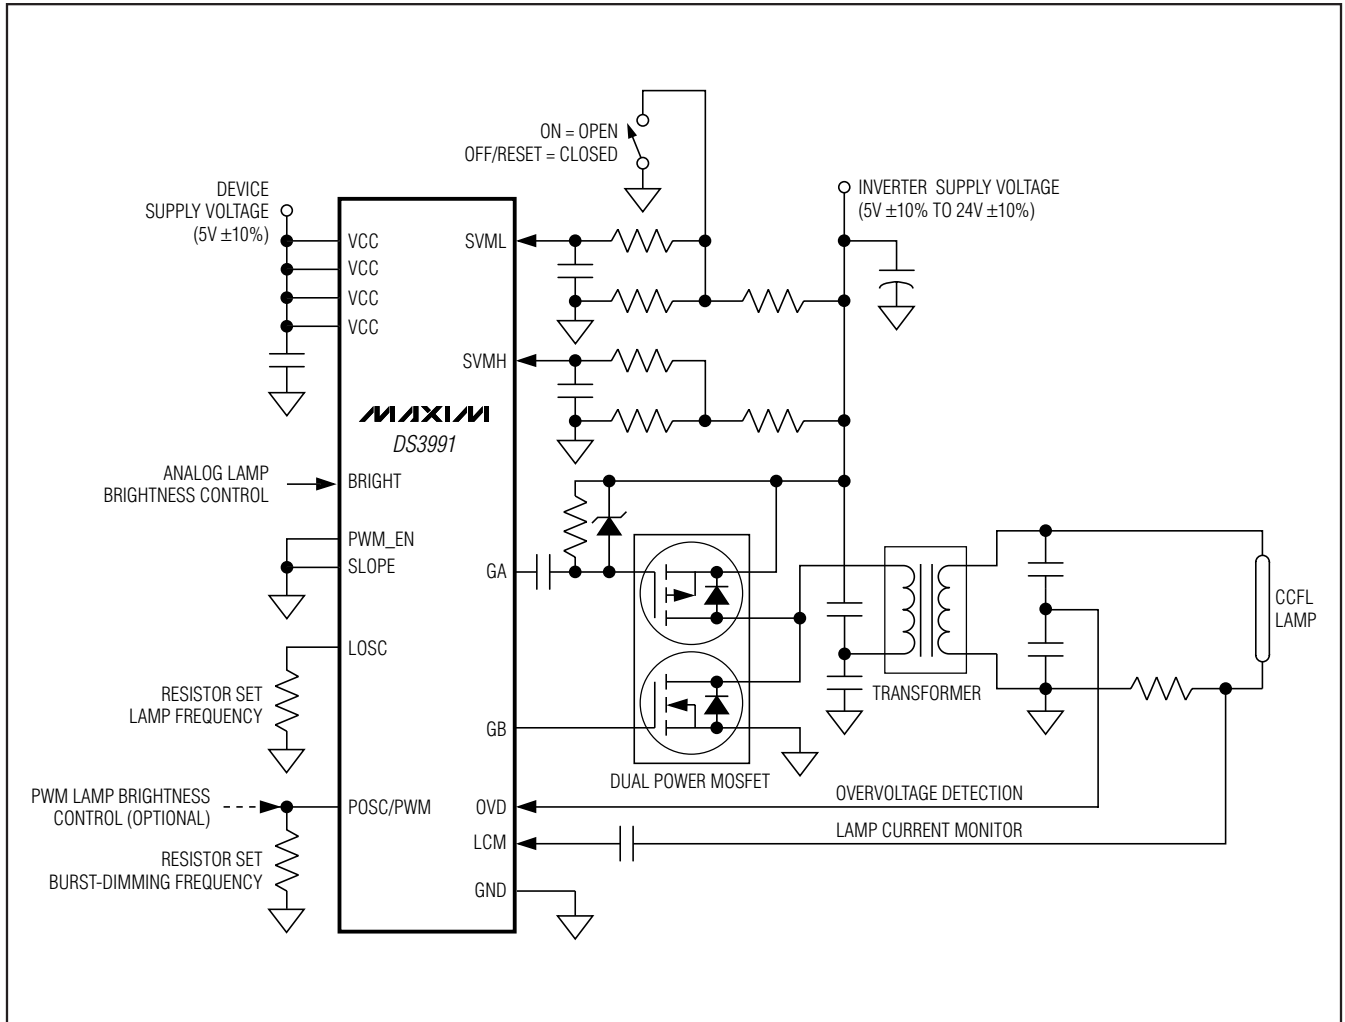 ON = OPEN
OFF/RESET = CLOSED
DEVICE
SUPPLY VOLTAGE
(5V ±10%)
INVERTER SUPPLY VOLTAGE
(5V ±10% TO 24V ±10%)
VCC
VCC
VCC
VCC
SVML
SVMH
MAXIM
DS3991
ANALOG LAMP
BRIGHTNESS CONTROL
BRIGHT
PWM_EN
SLOPE
GA
CCFL
LAMP
LOSC
RESISTOR SET
LAMP FREQUENCY
TRANSFORMER
GB
DUAL POWER MOSFET
PWM LAMP BRIGHTNESS
CONTROL (OPTIONAL)
POSC/PWM
OVD
OVERVOLTAGE DETECTION
LCM
LAMP CURRENT MONITOR
RESISTOR SET
BURST-DIMMING FREQUENCY
GND